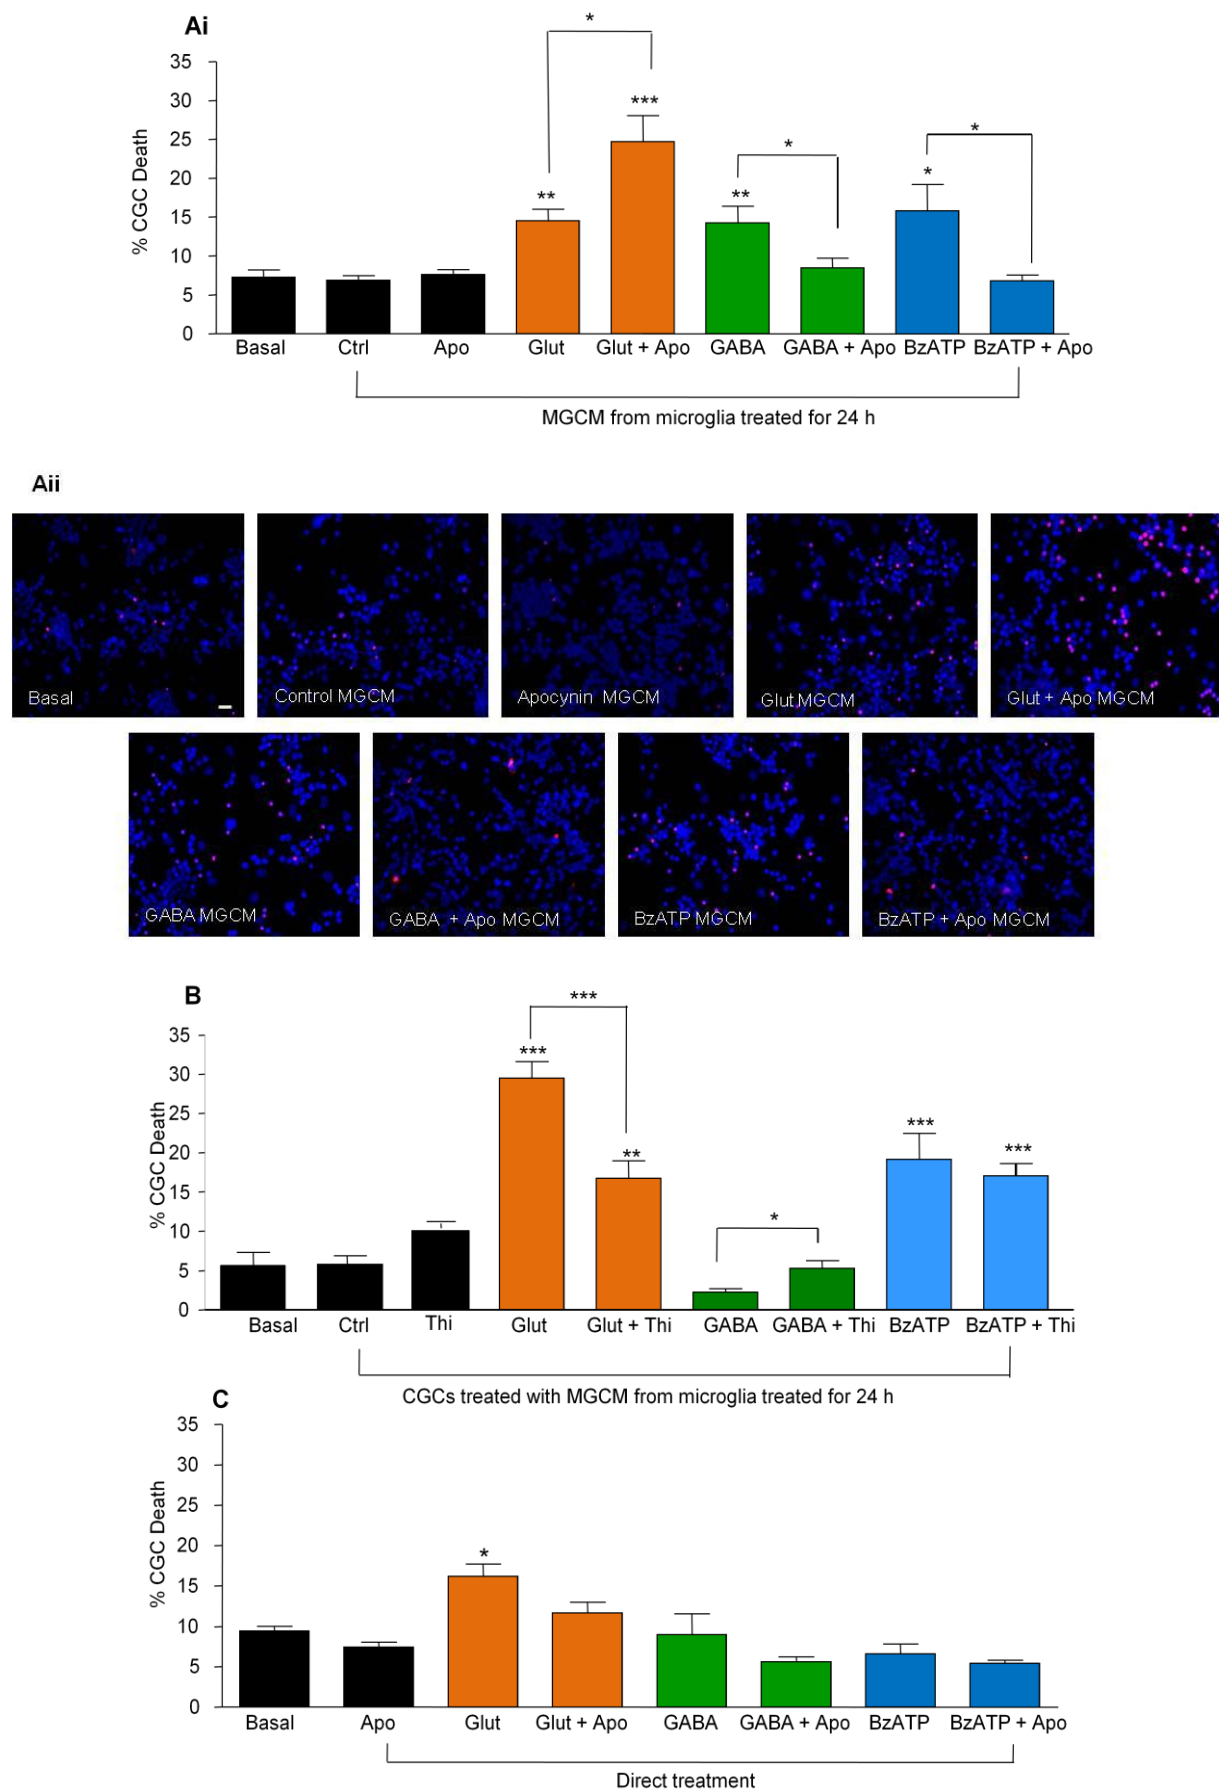 Ai
*
35
30
25
20
15
10
5
0
% CGC Death
**
***
**
*
*
*
Basal Ctrl Apo Glut Glut + Apo GABA GABA + Apo BzATP BzATP + Apo
MGCM from microglia treated for 24 h
Aii
Basal
Control MGCM
Apocynin MGCM
Glut MGCM
Glut + Apo MGCM
GABA MGCM
GABA + Apo MGCM
BzATP MGCM
BzATP + Apo MGCM
B
***
35
30
25
20
15
10
5
0
% CGC Death
***
**
*
***
***
Basal Ctrl Thi Glut Glut + Thi GABA GABA + Thi BzATP BzATP + Thi
CGCs treated with MGCM from microglia treated for 24 h
C
35
30
25
20
15
10
5
0
% CGC Death
*
Basal Apo Glut Glut + Apo GABA GABA + Apo BzATP BzATP + Apo
Direct treatment